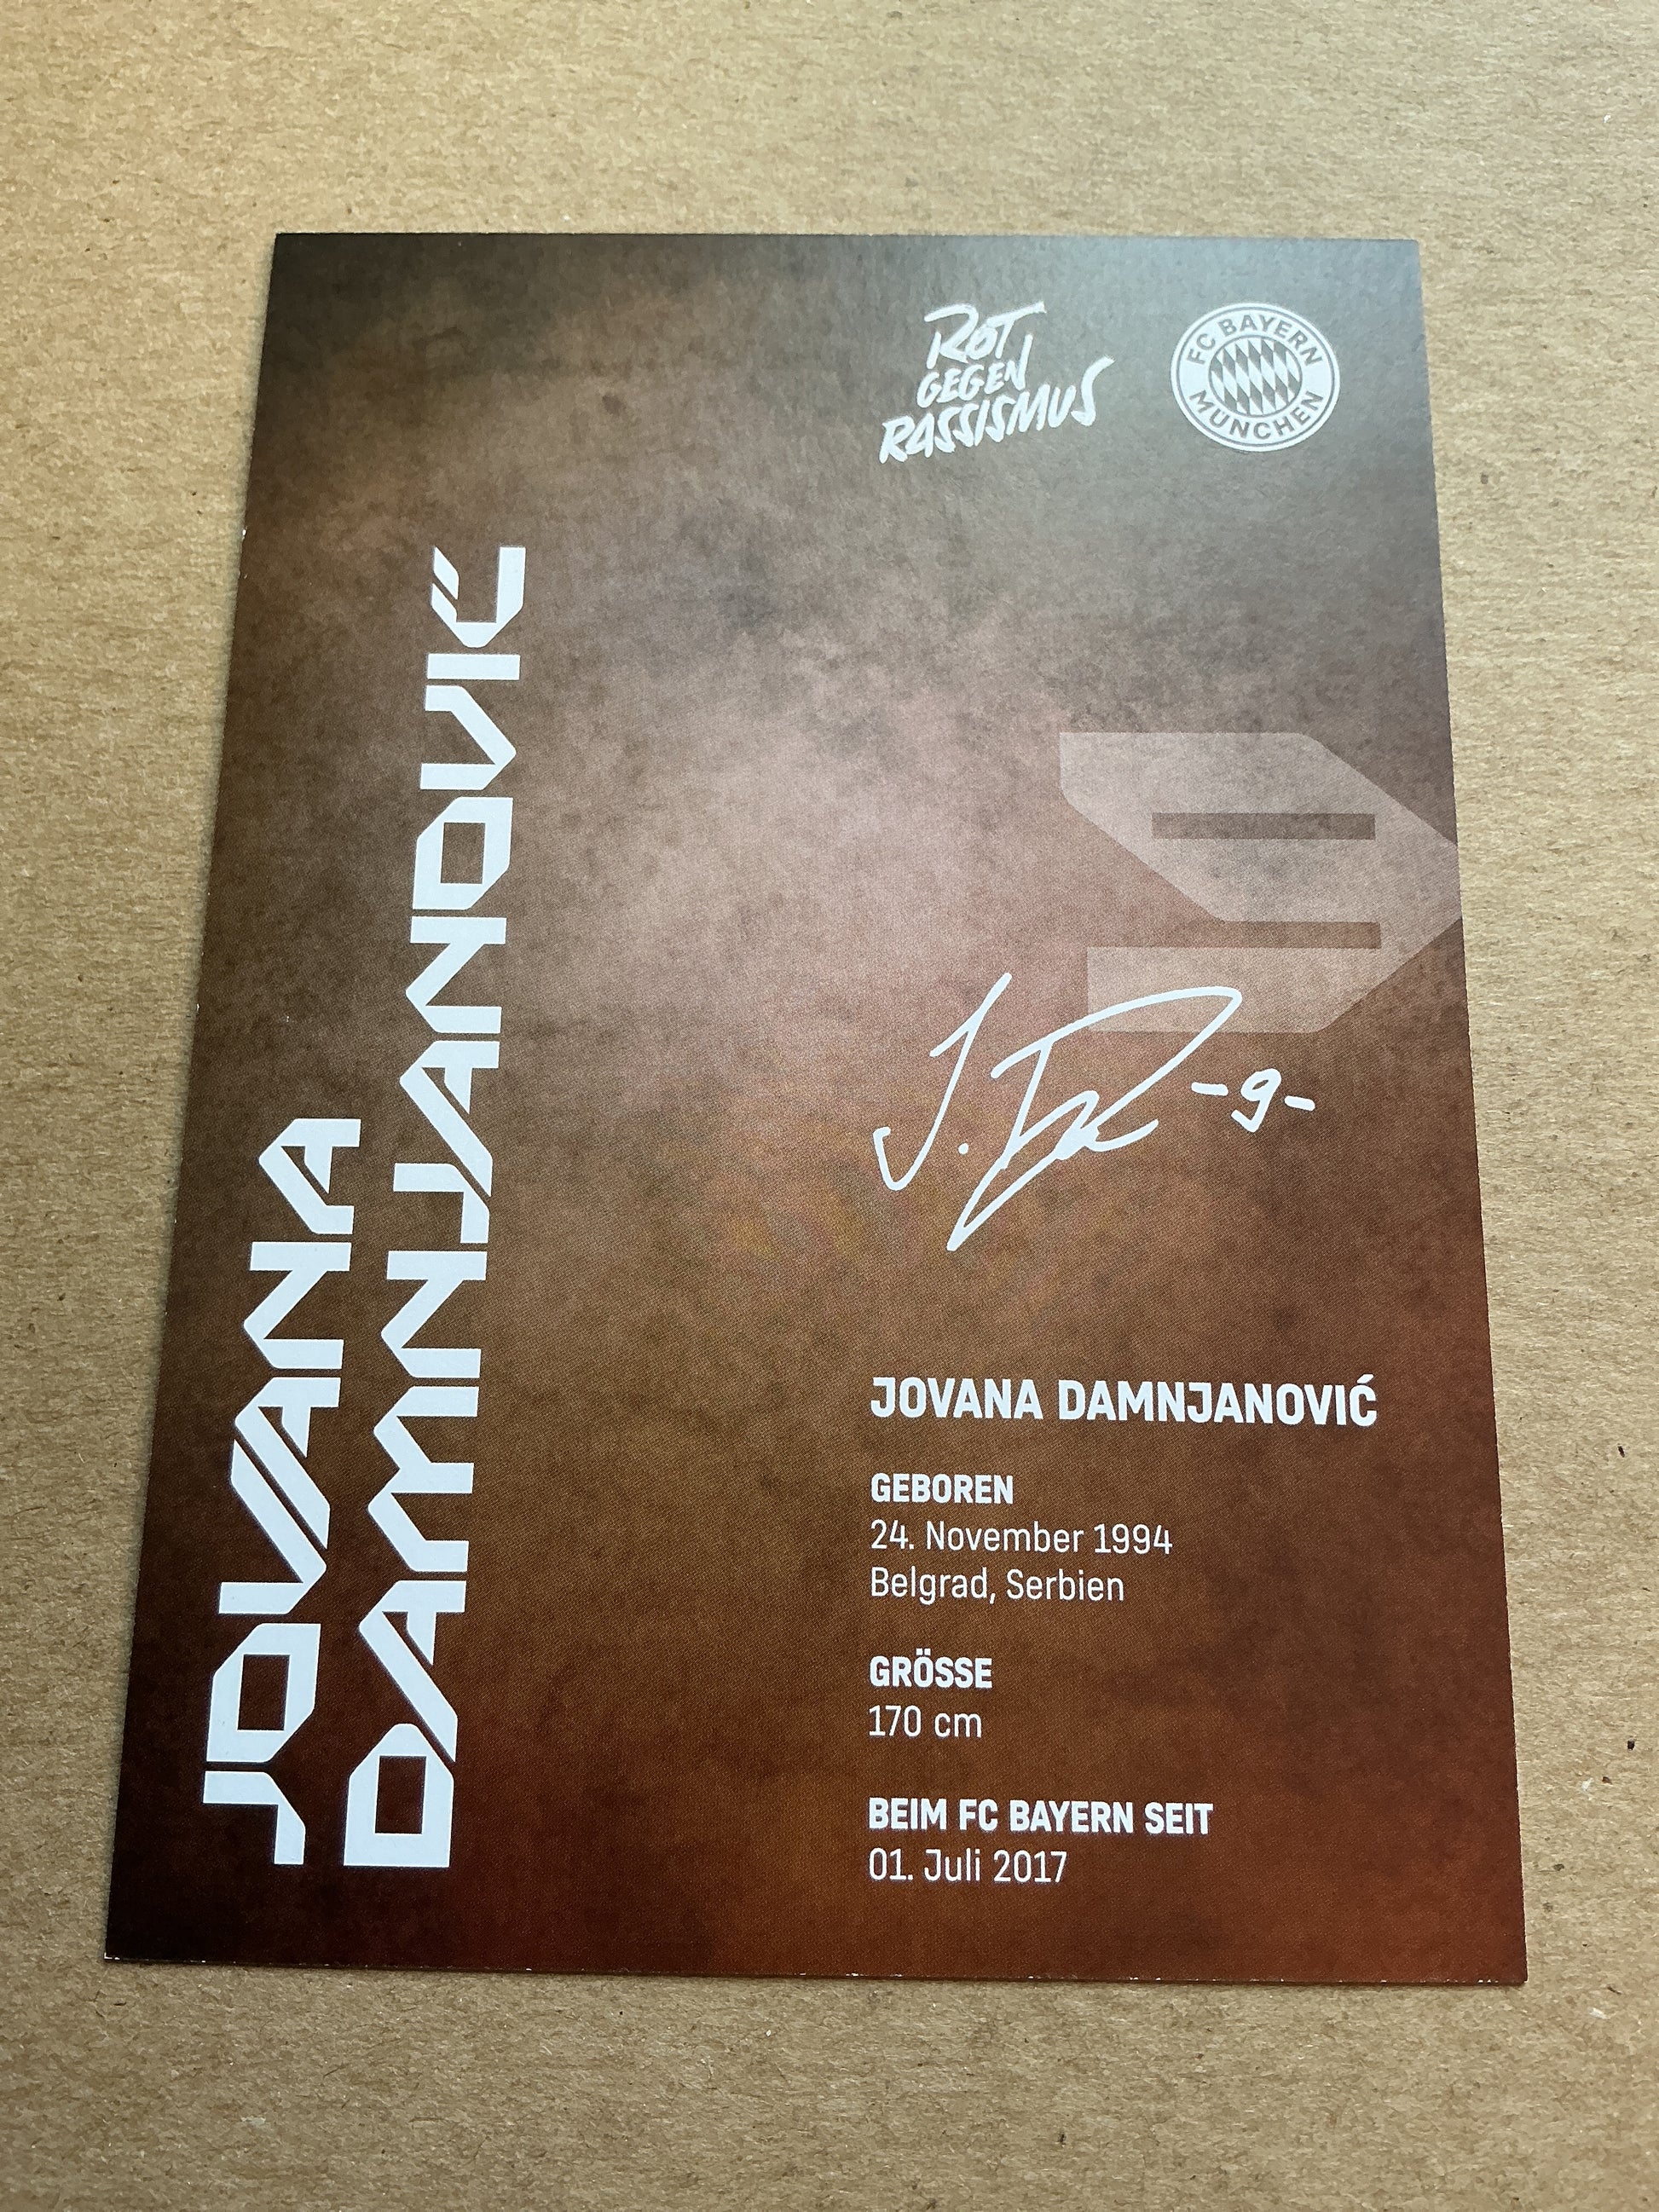 ROT
GEGEN
RASSISMUS
FC BAYERN
MÜNCHEN
JOVANA
DAMNJANOVIĆ
9
-9-
JOVANA DAMNJANOVIĆ
GEBOREN
24. November 1994
Belgrad, Serbien
GRÖSSE
170 cm
BEIM FC BAYERN SEIT
01. Juli 2017